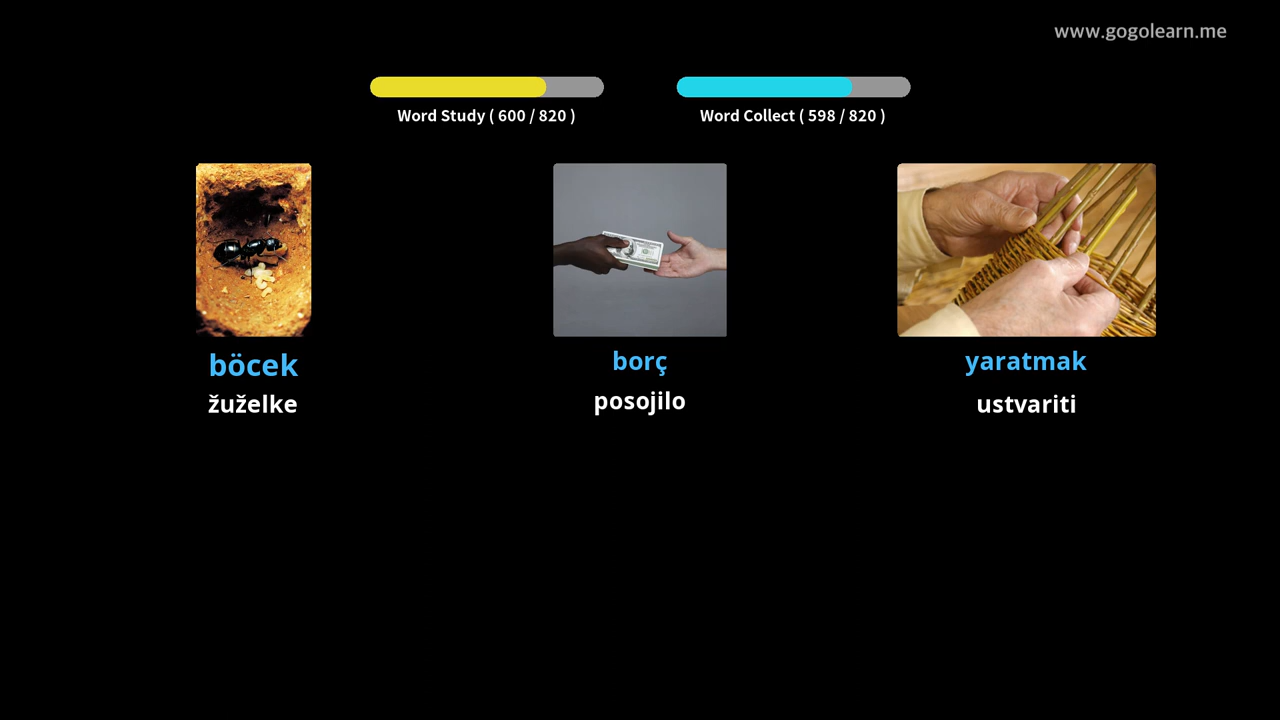 www.gogolearn.me
Word Study ( 600 / 820 )
Word Collect ( 598 / 820 )
böcek
borç
yaratmak
žuželke
posojilo
ustvariti